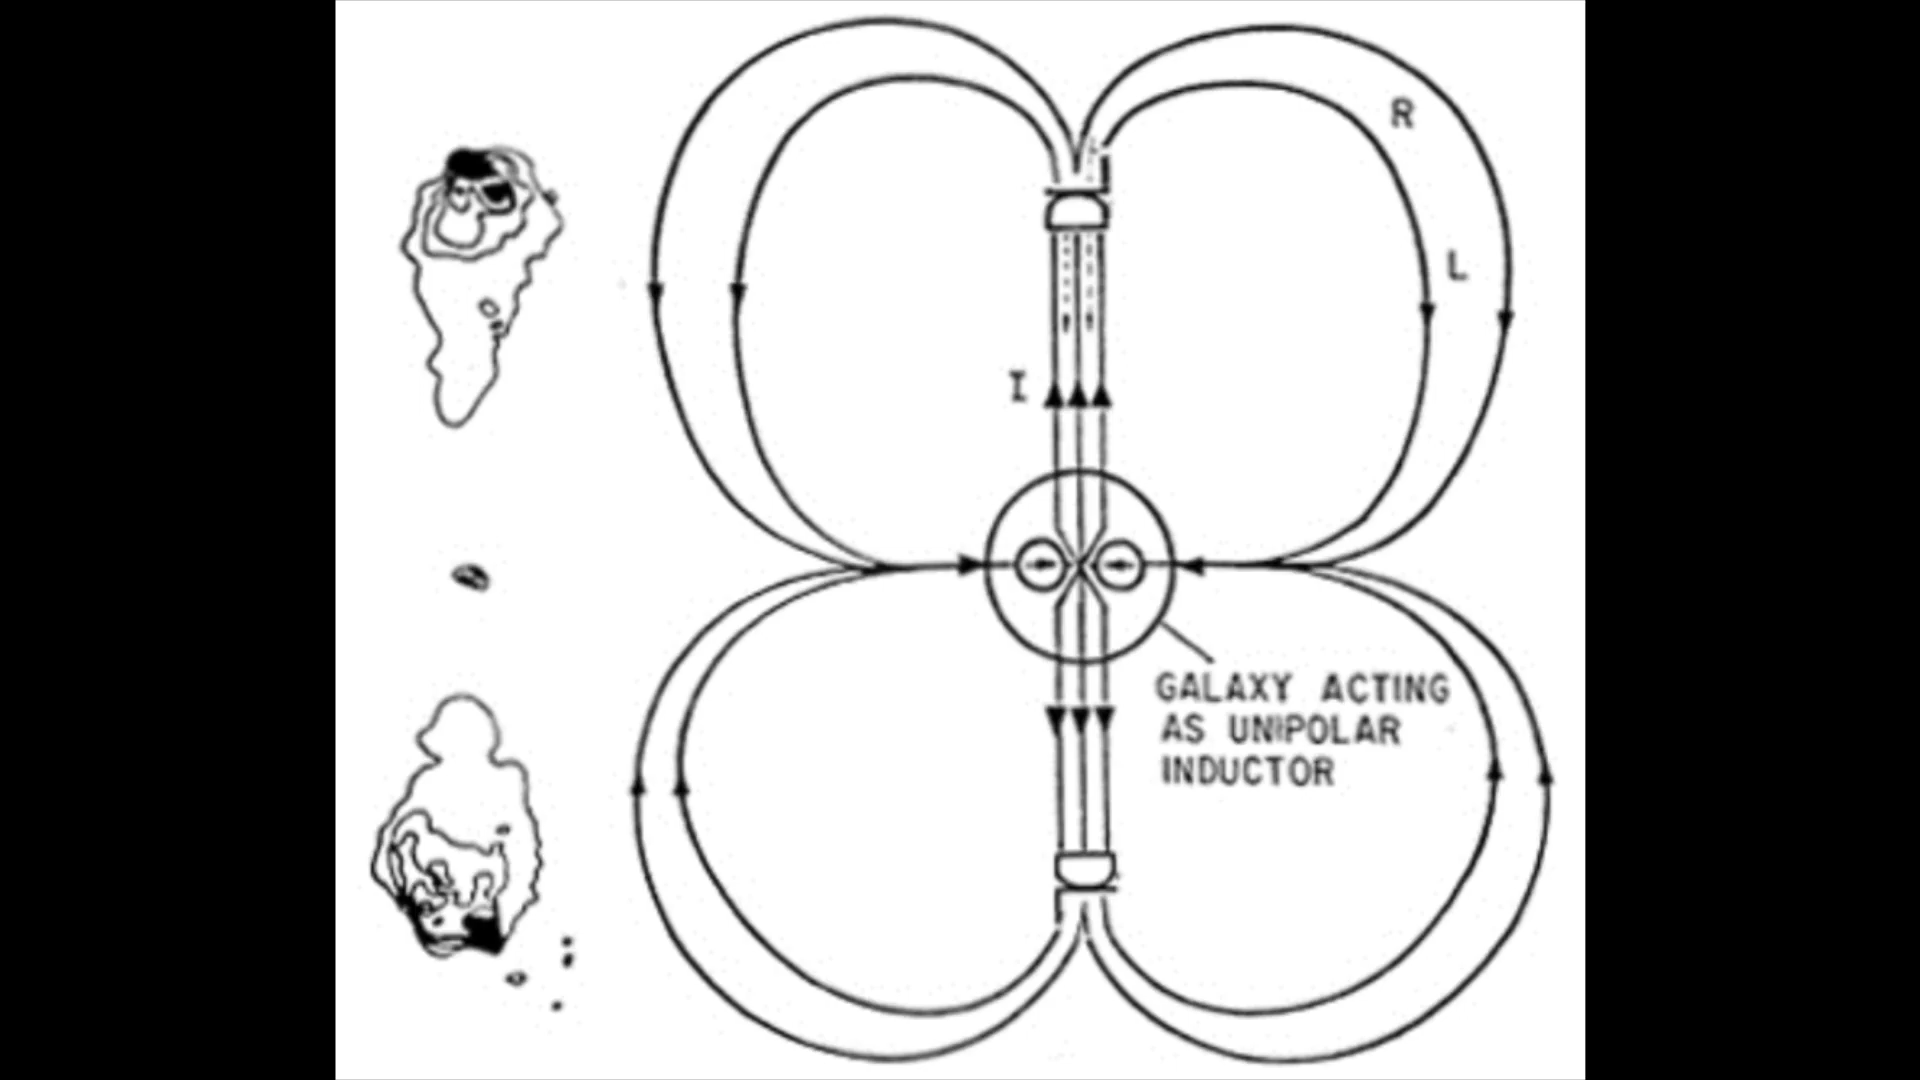 R
L
I
GALAXY ACTING
AS UNIPOLAR
INDUCTOR